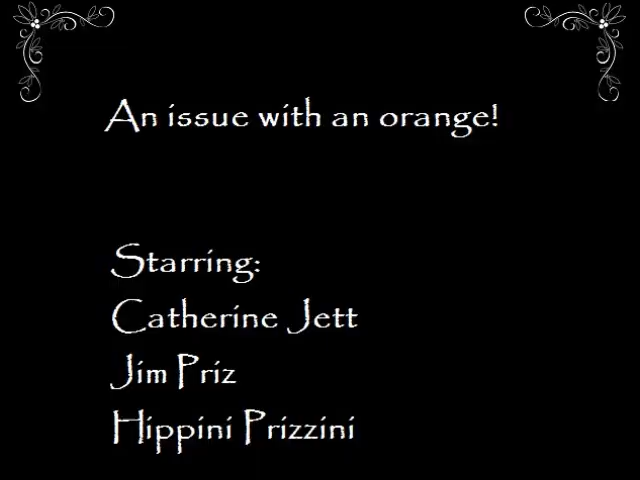 An issue with an orange!
Starring:
Catherine Jett
Jim Priz
Hippini Prizzini